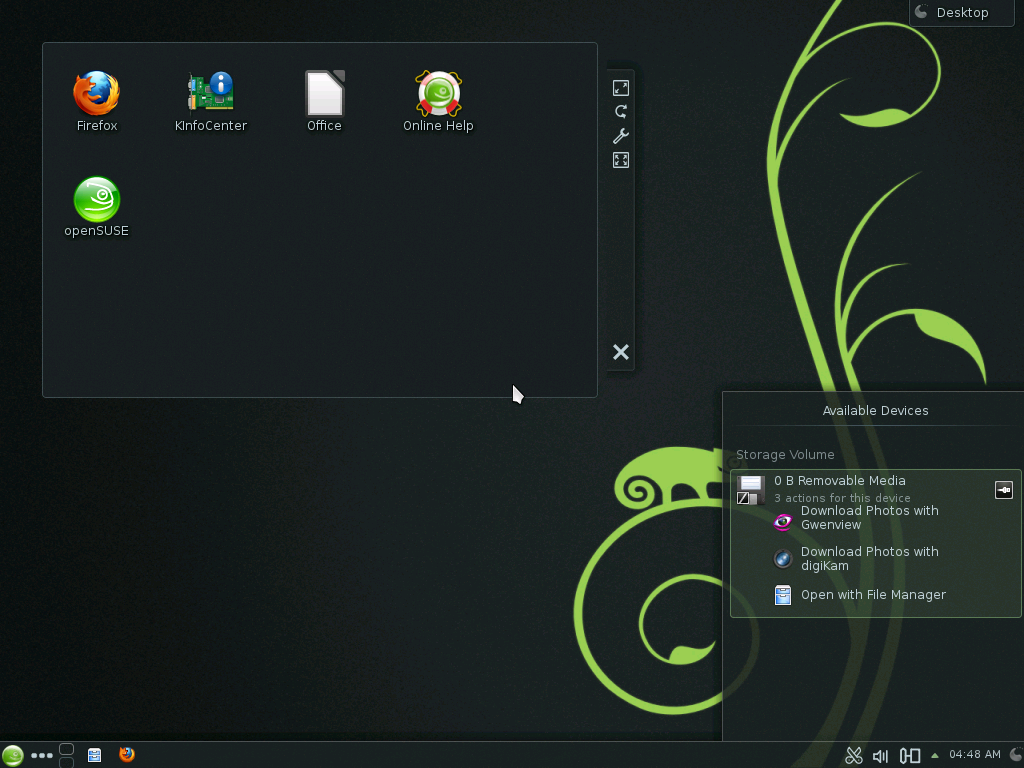 Desktop
Firefox
KInfoCenter
Office
Online Help
openSUSE
Available Devices
Storage Volume
0 B Removable Media
3 actions for this device
Download Photos with
Gwenview
Download Photos with
digiKam
Open with File Manager
04:48 AM